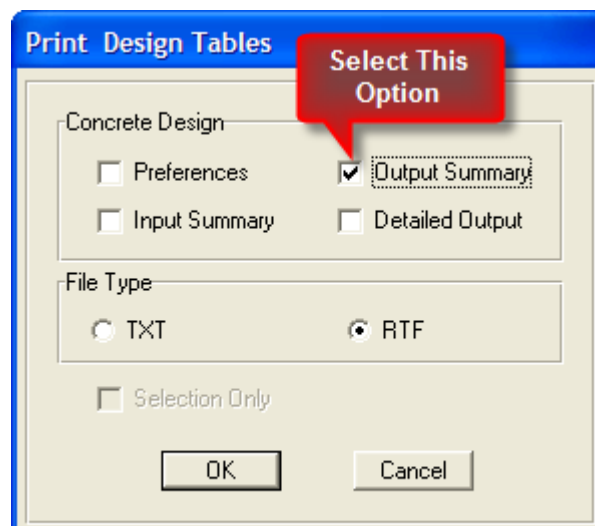 Print Design Tables
Select This
Option
Concrete Design
Preferences
Output Summary
Input Summary
Detailed Output
File Type
TXT
RTF
Selection Only
OK
Cancel